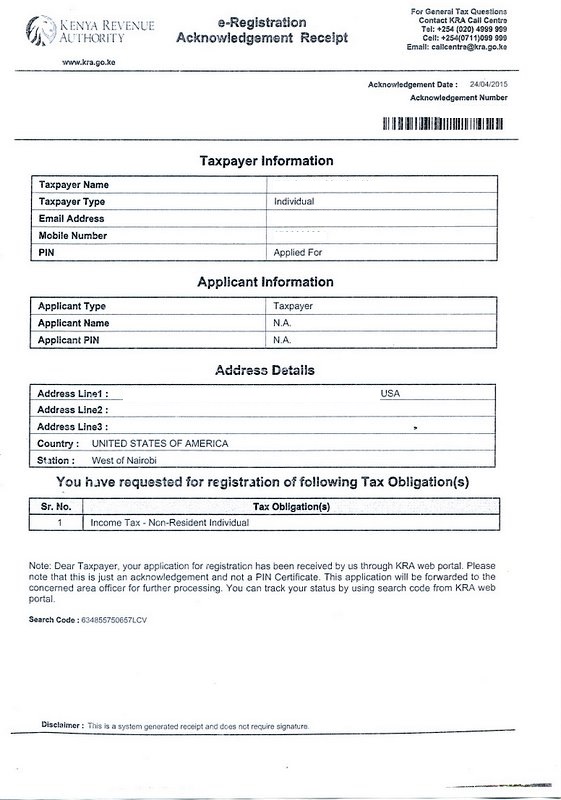 KENYA REVENUE
AUTHORITY
www.kra.go.ke
e-Registration
Acknowledgement Receipt
For General Tax Questions
Contact KRA Call Centre
Tel: +254 (020) 4999 999
Cell: +254(0711)099 999
Email: callcentre@kra.go.ke
Acknowledgement Date : 24/04/2015
Acknowledgement Number
Taxpayer Information
Taxpayer Name
Taxpayer Type Individual
Email Address
Mobile Number
PIN Applied For
Applicant Information
Applicant Type Taxpayer
Applicant Name N.A.
Applicant PIN N.A.
Address Details
Address Line1 : USA
Address Line2 :
Address Line3 :
Country : UNITED STATES OF AMERICA
Station : West of Nairobi
You have requested for registration of following Tax Obligation(s)
Sr. No. Tax Obligation(s)
1 Income Tax - Non-Resident Individual
Note: Dear Taxpayer, your application for registration has been received by us through KRA web portal. Please
note that this is just an acknowledgement and not a PIN Certificate. This application will be forwarded to the
concerned area officer for further processing. You can track your status by using search code from KRA web
portal.
Search Code : 634855750657LCV
Disclaimer : This is a system generated receipt and does not require signature.